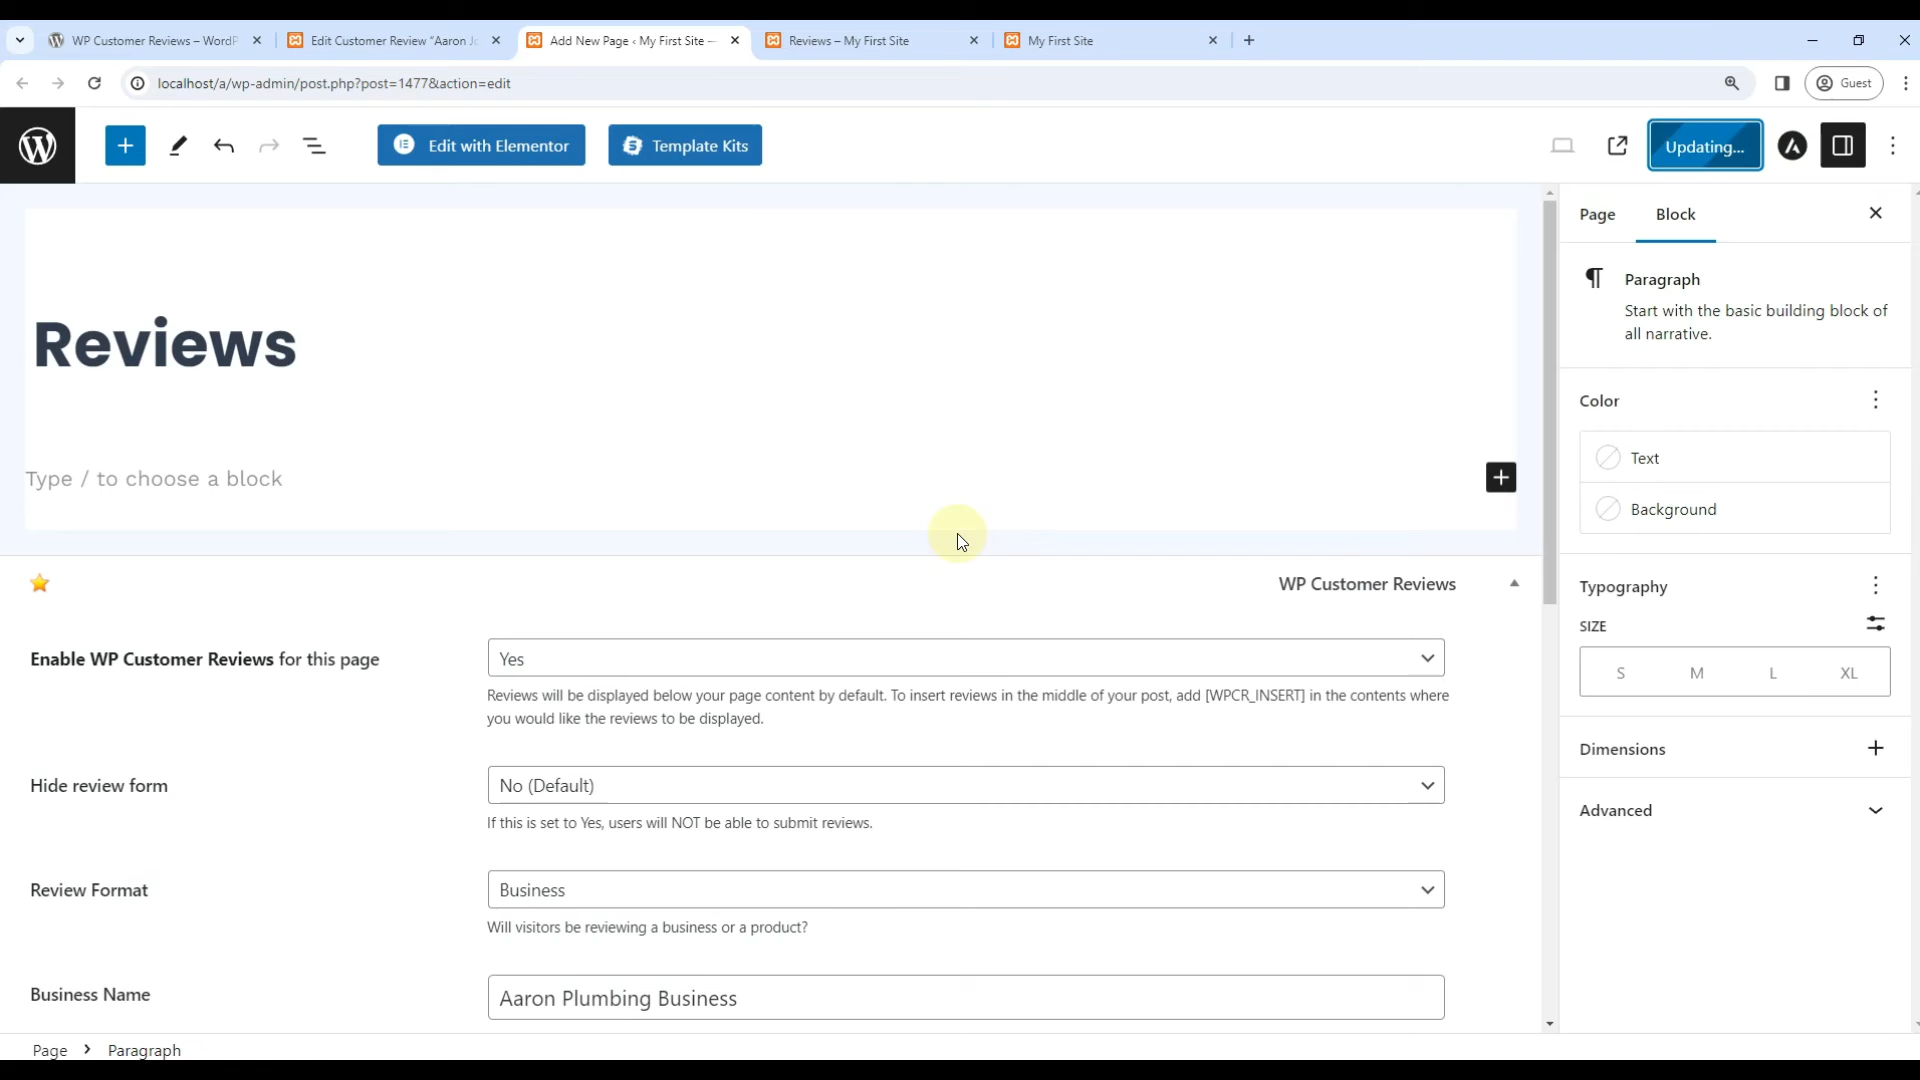 WP Customer Reviews – WordP
Edit Customer Review "Aaron Jo
Add New Page ‹ My First Site —
Reviews – My First Site
My First Site
localhost/a/wp-admin/post.php?post=1477&action=edit
Guest
Edit with Elementor
Template Kits
Updating...
Page
Block
Paragraph
Start with the basic building block of
all narrative.
Reviews
Color
Text
Background
Type / to choose a block
Typography
SIZE
S M L XL
Dimensions
Advanced
WP Customer Reviews
Enable WP Customer Reviews for this page
Yes
Reviews will be displayed below your page content by default. To insert reviews in the middle of your post, add [WPCR_INSERT] in the contents where
you would like the reviews to be displayed.
Hide review form
No (Default)
If this is set to Yes, users will NOT be able to submit reviews.
Review Format
Business
Will visitors be reviewing a business or a product?
Business Name
Aaron Plumbing Business
Page › Paragraph